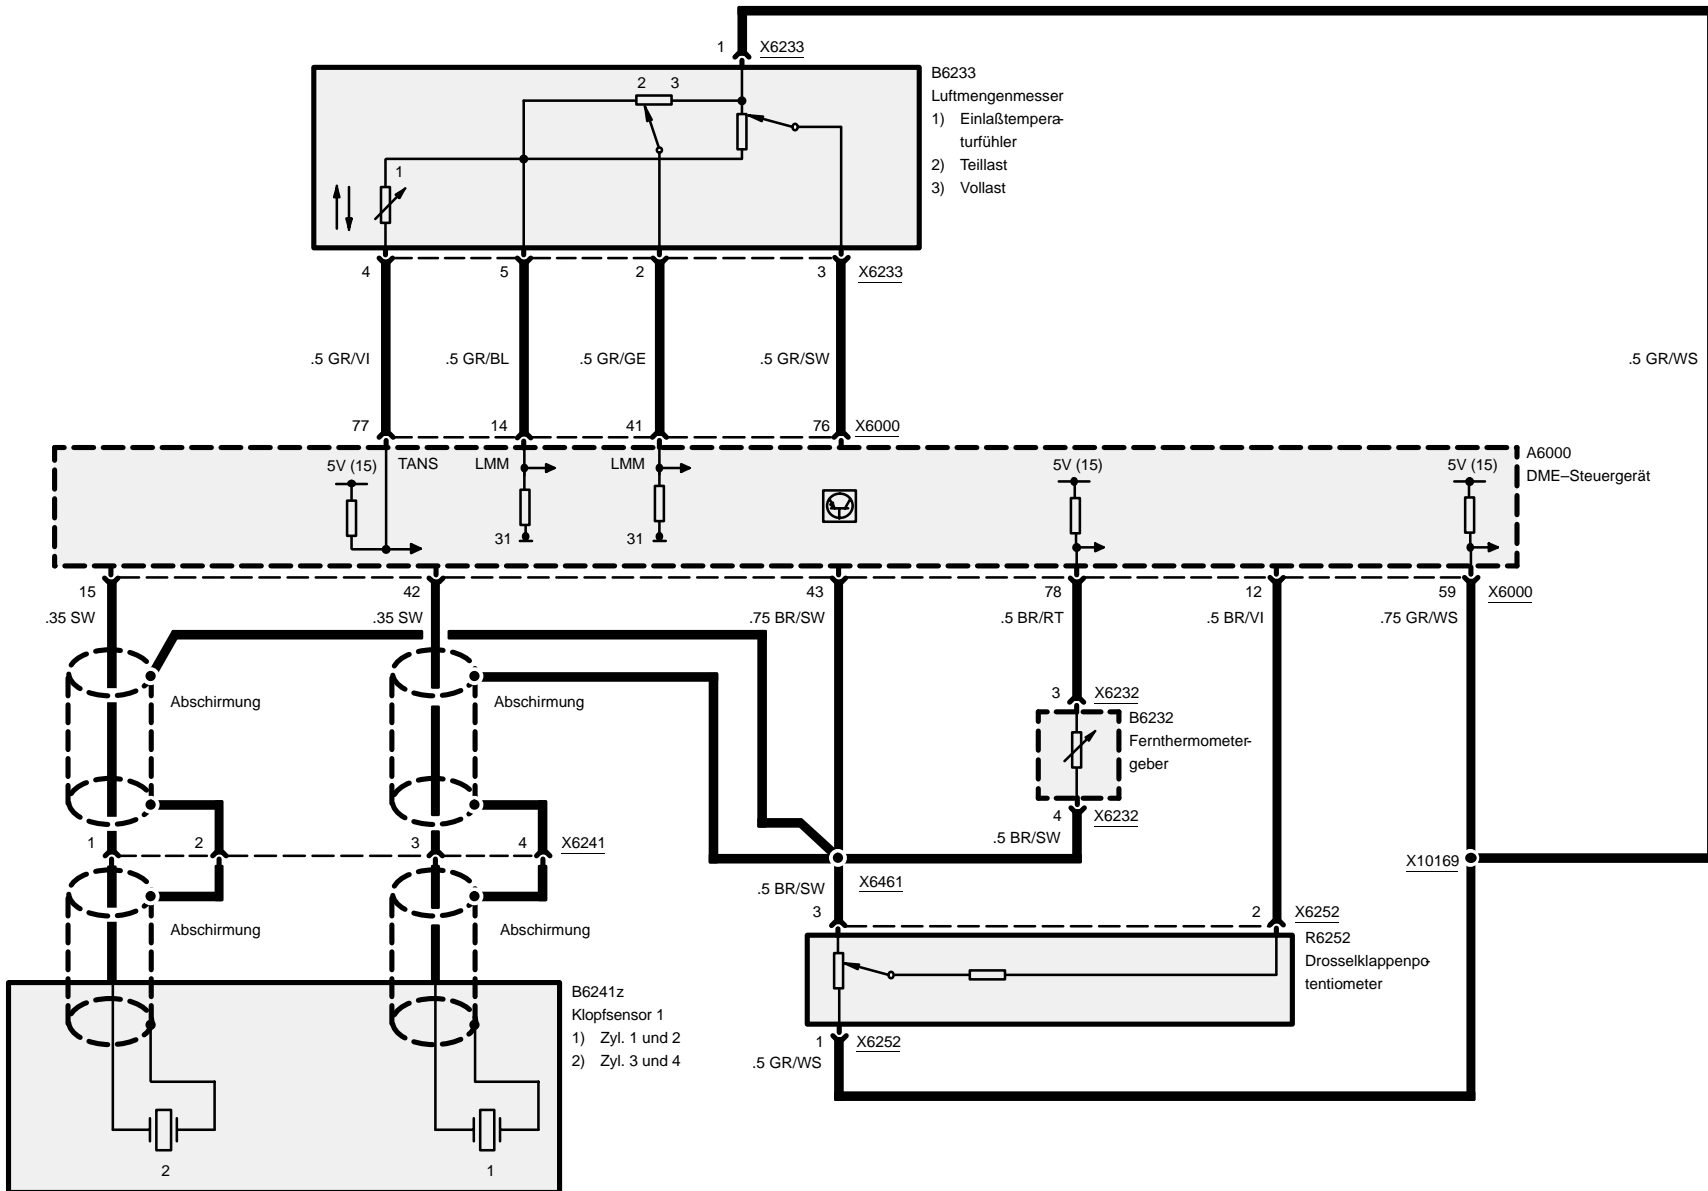 1 X6233
B6233
Luftmengenmesser
1) Einlaßtempera-
turfühler
2) Teillast
3) Vollast
2 3
1
4 5 2 3 X6233
.5 GR/VI .5 GR/BL .5 GR/GE .5 GR/SW .5 GR/WS
77 14 41 76 X6000
A6000
DME–Steuergerät
5V (15) TANS LMM LMM 5V (15) 5V (15)
31 31
15 42 43 78 12 59 X6000
.35 SW .35 SW .75 BR/SW .5 BR/RT .5 BR/VI .75 GR/WS
Abschirmung Abschirmung
3 X6232
B6232
Fernthermometer-
geber
4 X6232
.5 BR/SW
1 2 3 4 X6241
X10169
.5 BR/SW X6461
3 2 X6252
Abschirmung Abschirmung
R6252
Drosselklappenpo-
tentiometer
B6241z
Klopfsensor 1
1) Zyl. 1 und 2
2) Zyl. 3 und 4
1 X6252
.5 GR/WS
2 1